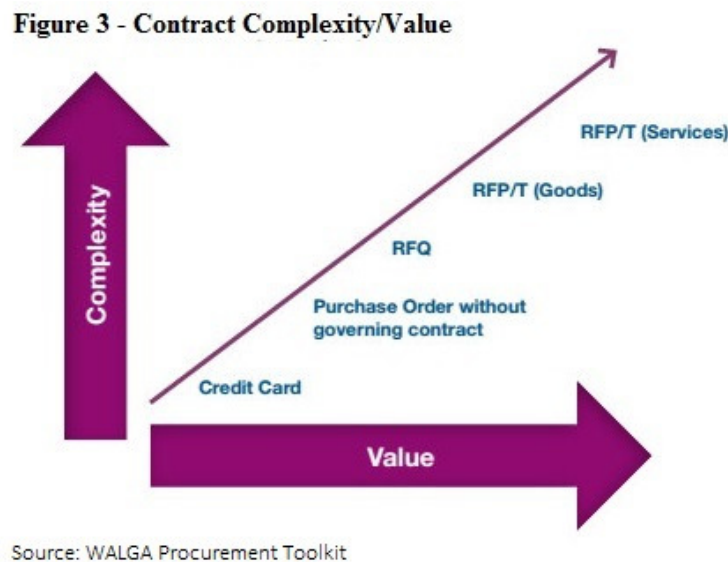 Figure 3 - Contract Complexity/Value
Complexity
RFP/T (Services)
RFP/T (Goods)
RFQ
Purchase Order without
governing contract
Credit Card
Value
Source: WALGA Procurement Toolkit